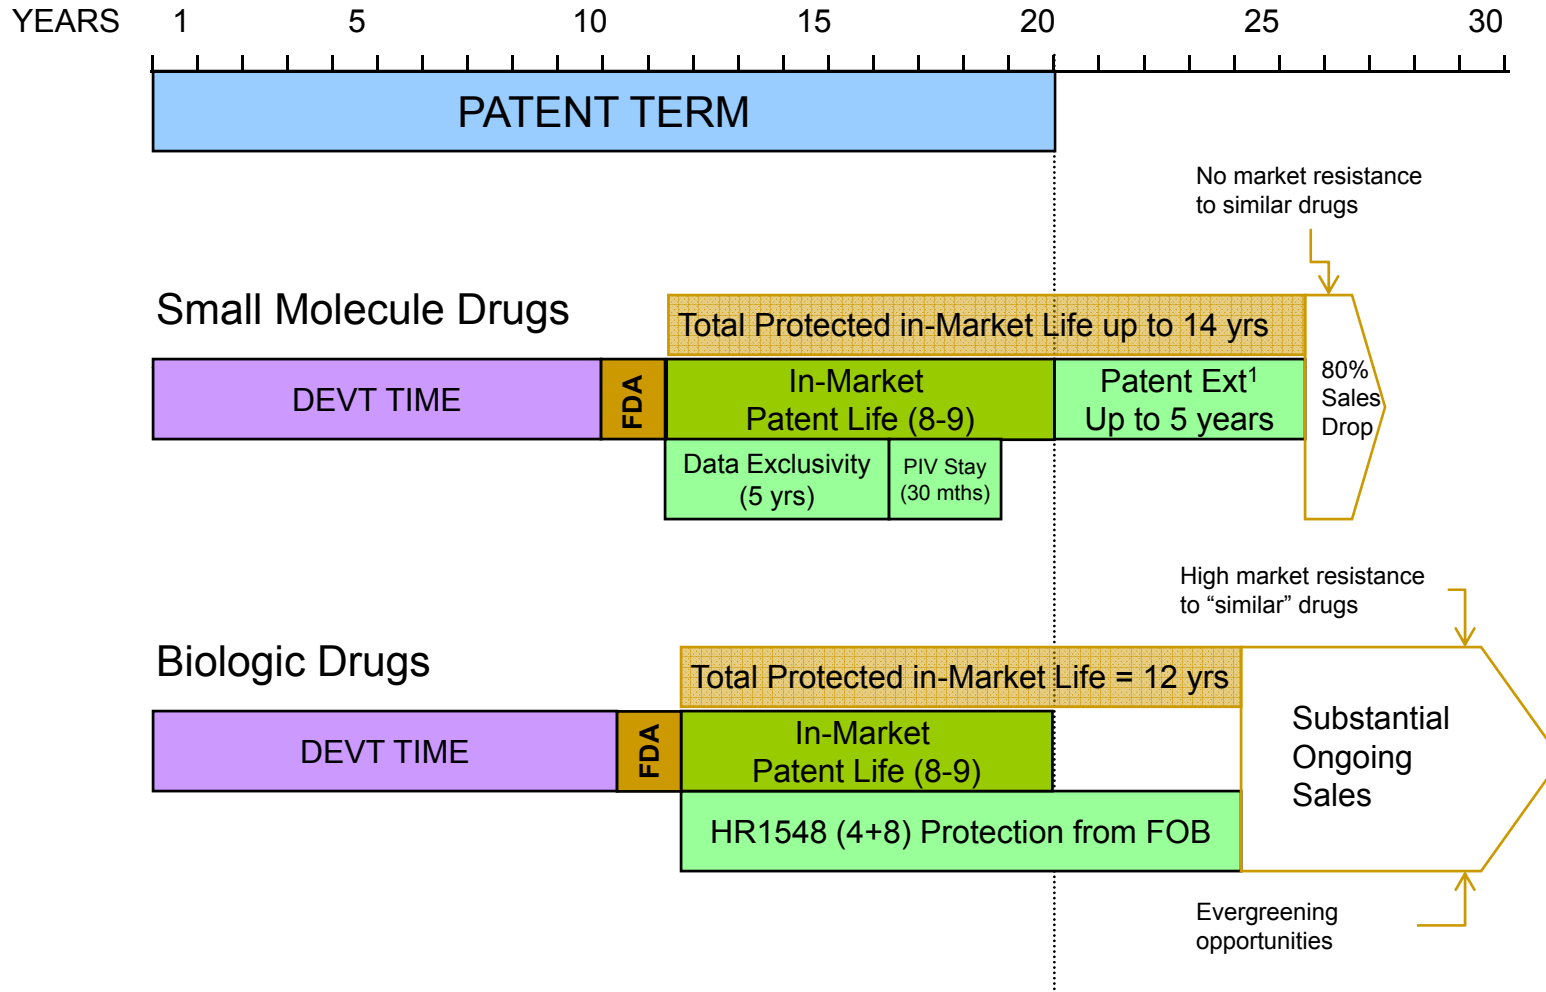 YEARS 1 5 10 15 20 25 30
PATENT TERM
No market resistance
to similar drugs
Small Molecule Drugs
Total Protected in-Market Life up to 14 yrs
DEVT TIME
FDA
In-Market
Patent Life (8-9)
Patent Ext¹
Up to 5 years
80%
Sales
Drop
Data Exclusivity
(5 yrs)
PIV Stay
(30 mths)
High market resistance
to “similar” drugs
Biologic Drugs
Total Protected in-Market Life = 12 yrs
DEVT TIME
FDA
In-Market
Patent Life (8-9)
Substantial
Ongoing
Sales
HR1548 (4+8) Protection from FOB
Evergreening
opportunities